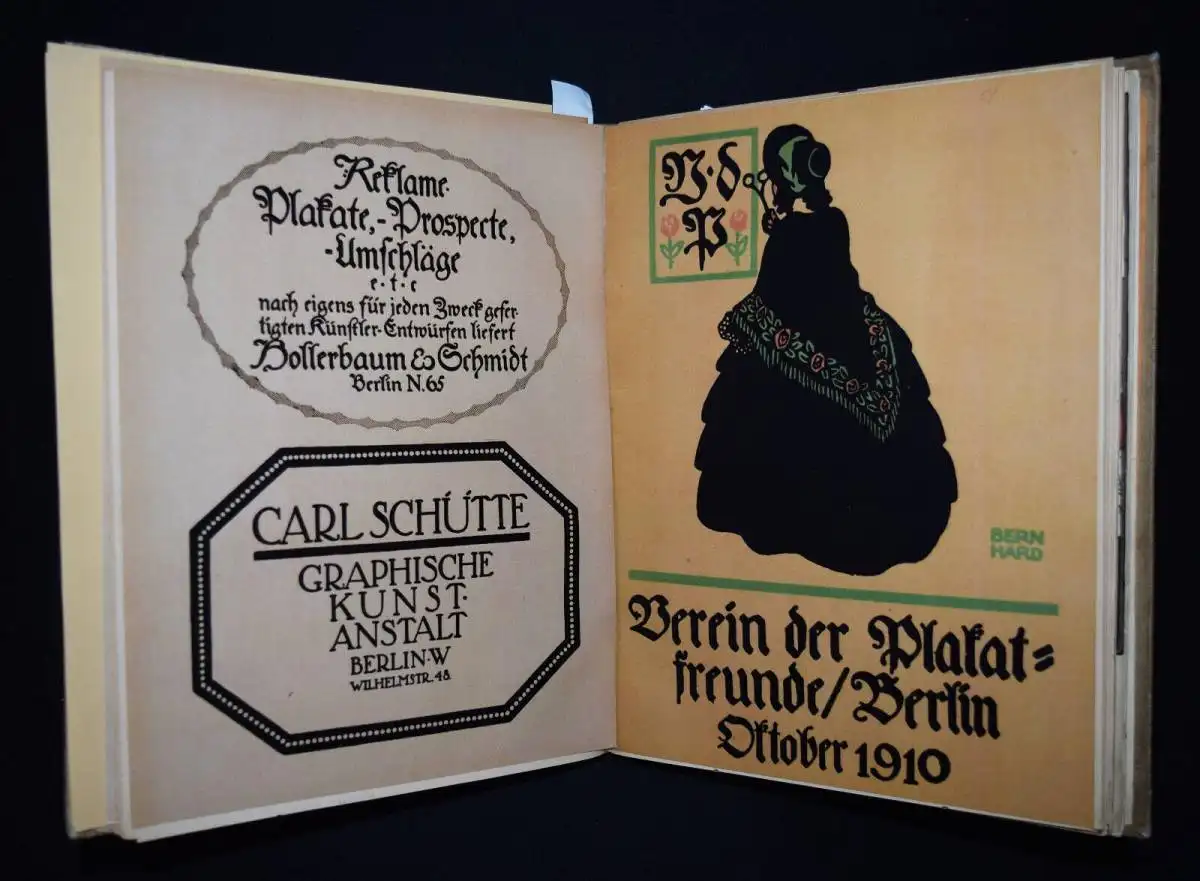 Reklame-
Plakate,-Prospecte,
-Umschläge
e·t·c
nach eigens für jeden Zweck gefer-
tigten Künstler-Entwürfen liefert
Hollerbaum & Schmidt
Berlin N.65
CARL SCHÜTTE
GRAPHISCHE
KUNST-
ANSTALT
BERLIN·W
WILHELMSTR. 48
V·d
P
BERN
HARD
Verein der Plakat=
freunde/Berlin
Oktober 1910